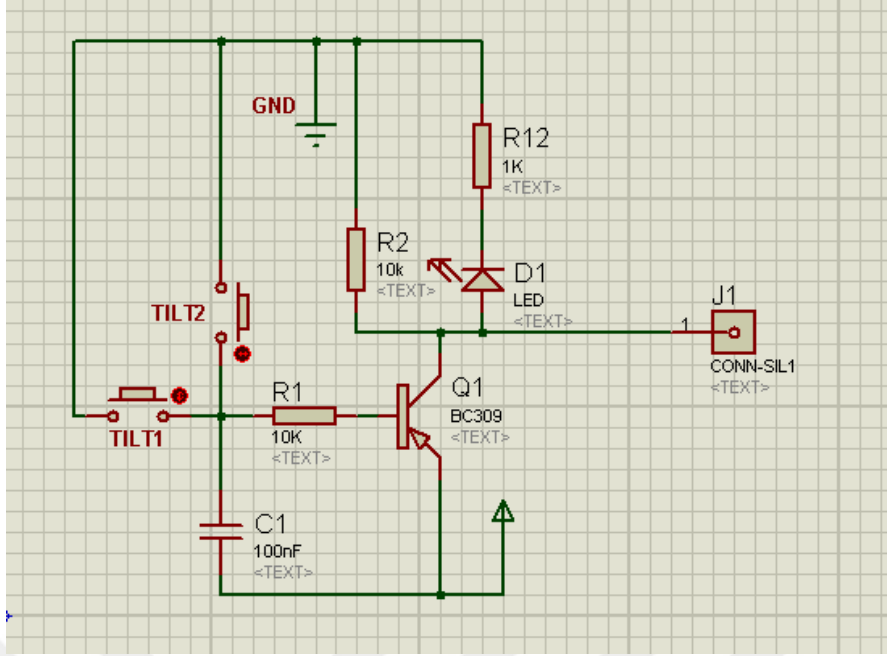 GND
R12
1K
<TEXT>
R2
10k
<TEXT>
D1
LED
<TEXT>
TILT2
J1
1
CONN-SIL1
<TEXT>
TILT1
R1
10K
<TEXT>
Q1
BC309
<TEXT>
C1
100nF
<TEXT>